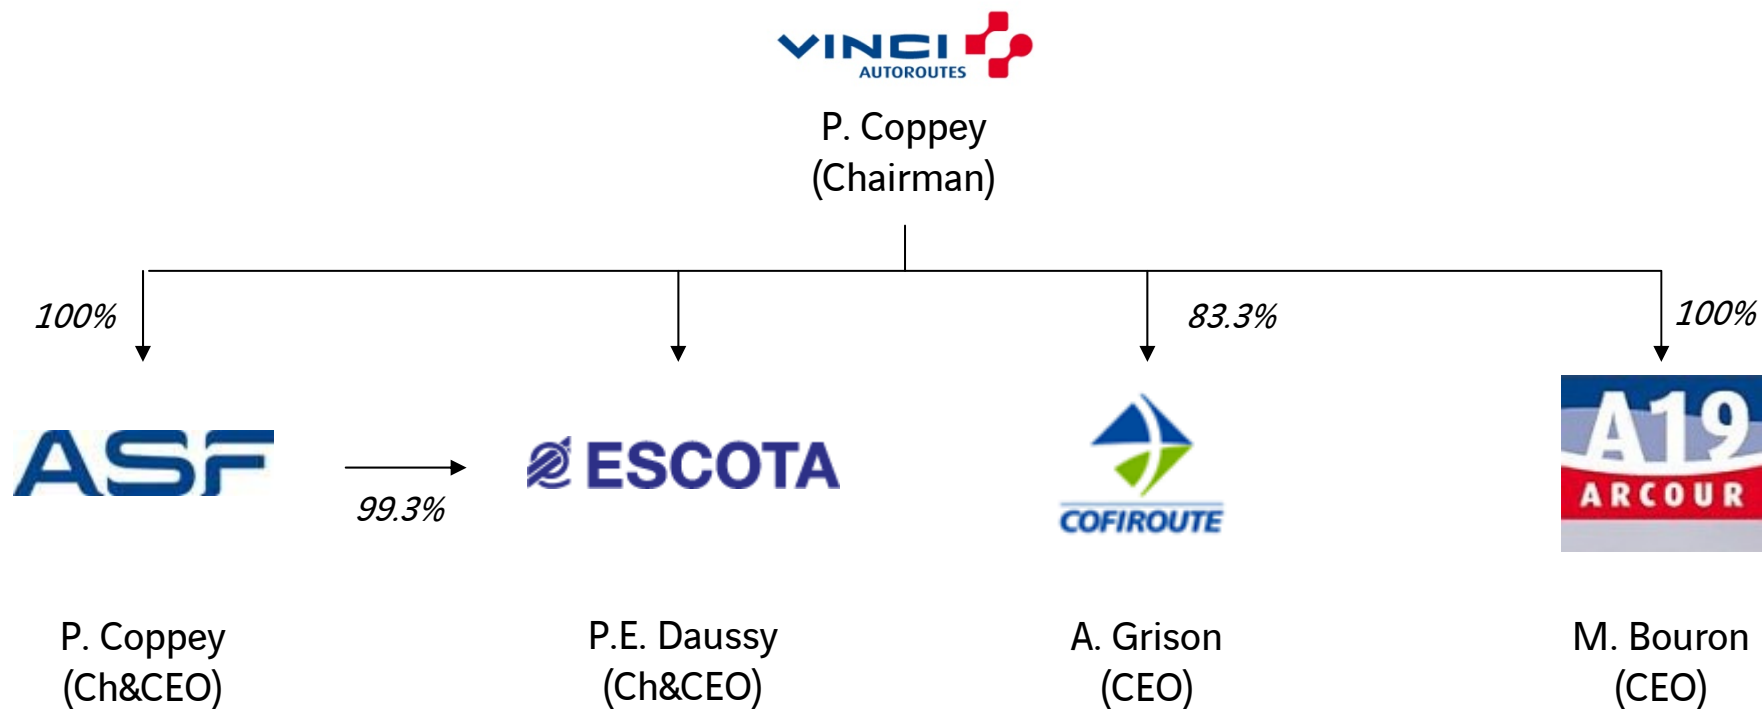 VINCI
AUTOROUTES
P. Coppey
(Chairman)
100%
83.3%
100%
ASF
99.3%
ESCOTA
COFIROUTE
A19
ARCOUR
P. Coppey
(Ch&CEO)
P.E. Daussy
(Ch&CEO)
A. Grison
(CEO)
M. Bouron
(CEO)